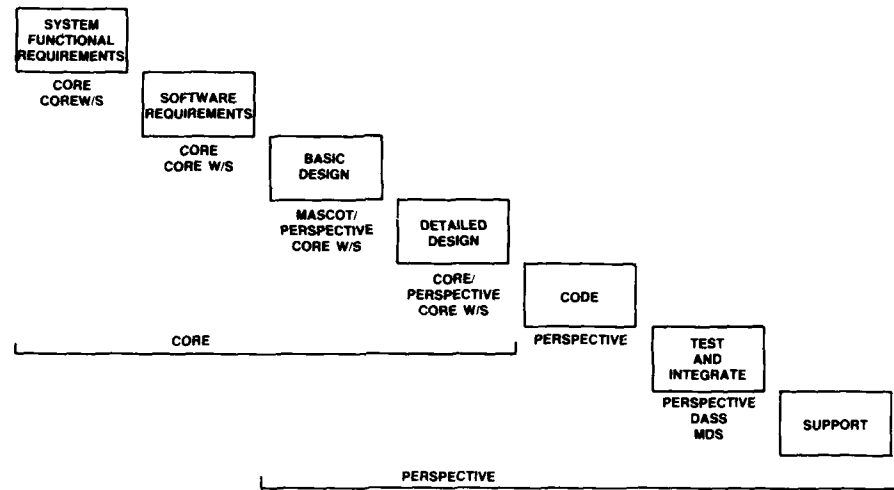 SYSTEM
FUNCTIONAL
REQUIREMENTS
CORE
COREW/S
SOFTWARE
REQUIREMENTS
CORE
CORE W/S
BASIC
DESIGN
MASCOT/
PERSPECTIVE
CORE W/S
DETAILED
DESIGN
CORE/
PERSPECTIVE
CORE W/S
CODE
PERSPECTIVE
TEST
AND
INTEGRATE
PERSPECTIVE
DASS
MDS
SUPPORT
CORE
PERSPECTIVE